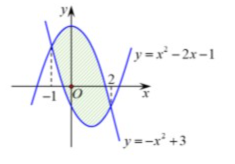 y
y = x² − 2x − 1
2
−1
O
x
y = −x² + 3